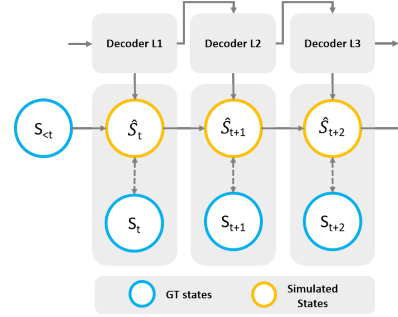 Decoder L1 Decoder L2 Decoder L3
S<t Ŝt Ŝt+1 Ŝt+2
St St+1 St+2
GT states Simulated
States